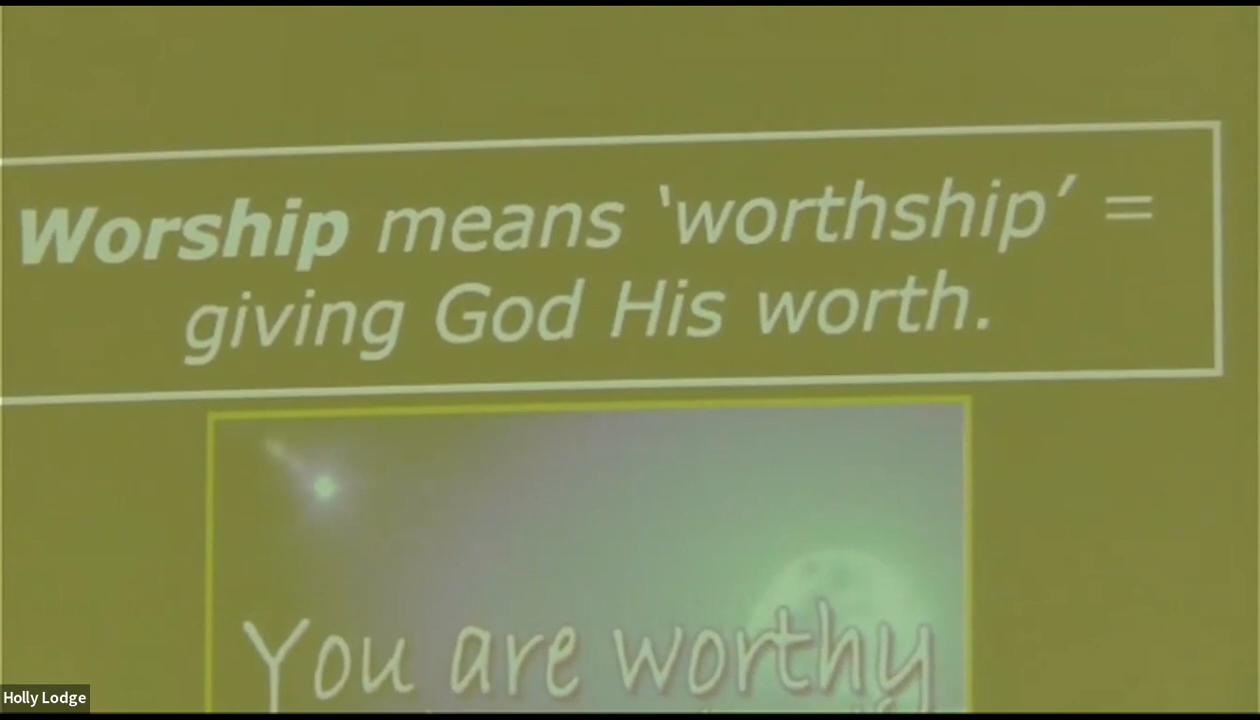 Worship means ‘worthship’ =
giving God His worth.
You are worthy
Holly Lodge